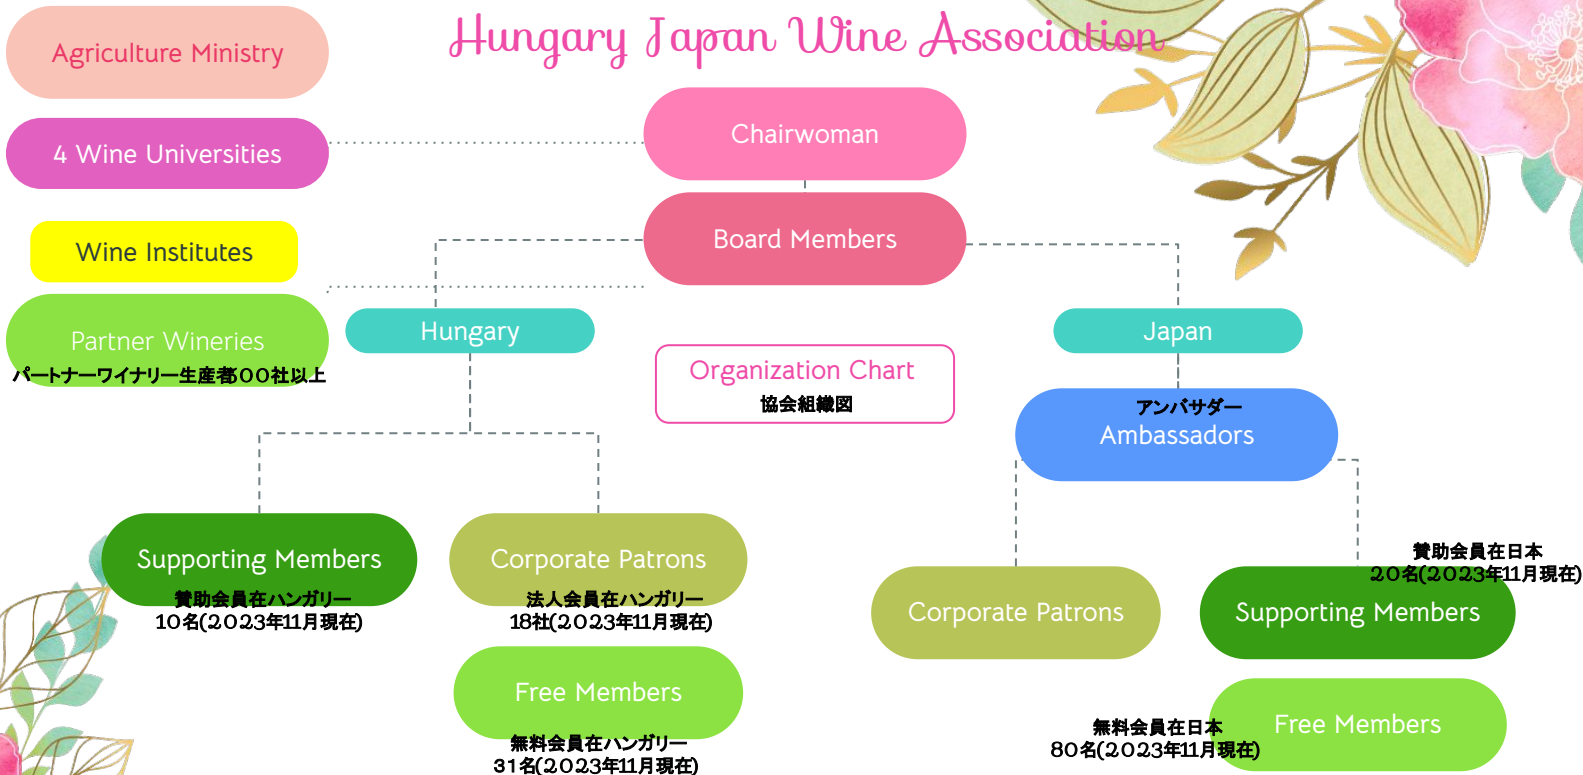 Hungary Japan Wine Association
Agriculture Ministry
4 Wine Universities
Wine Institutes
Partner Wineries
パートナーワイナリー生産者
００社以上
Chairwoman
Board Members
Hungary
Japan
Organization Chart
協会組織図
アンバサダー
Ambassadors
Supporting Members
賛助会員在ハンガリー
10名(2023年11月現在)
Corporate Patrons
法人会員在ハンガリー
18社(2023年11月現在)
Free Members
無料会員在ハンガリー
31名(2023年11月現在)
Corporate Patrons
賛助会員在日本
20名(2023年11月現在)
Supporting Members
無料会員在日本
80名(2023年11月現在)
Free Members